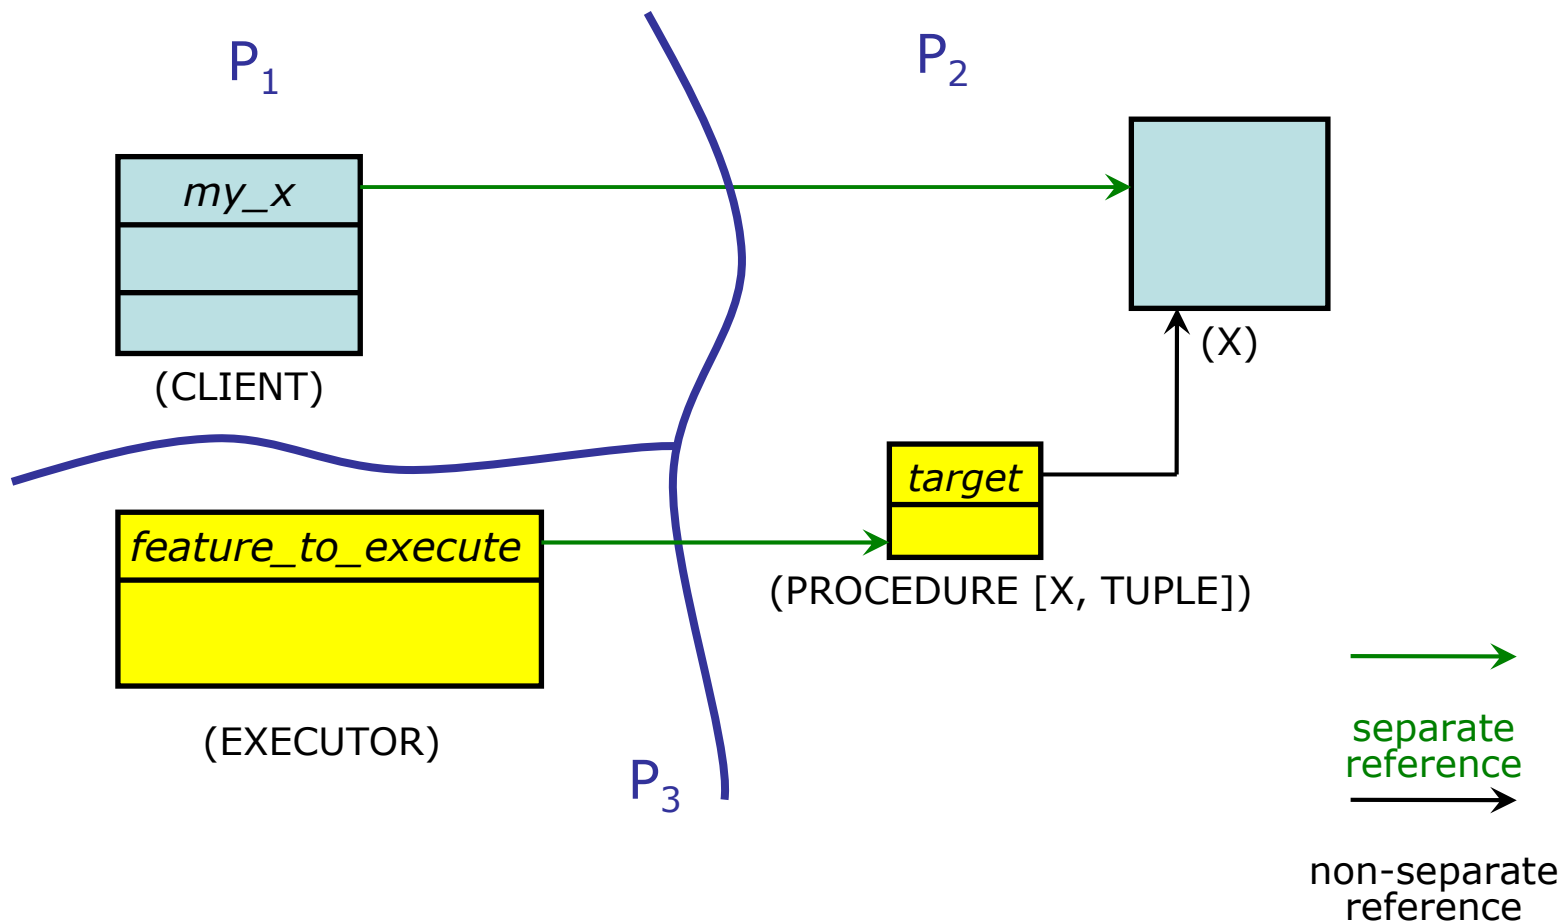 P₁
P₂
my_x
(X)
(CLIENT)
target
feature_to_execute
(PROCEDURE [X, TUPLE])
(EXECUTOR)
P₃
separate
reference
non-separate
reference